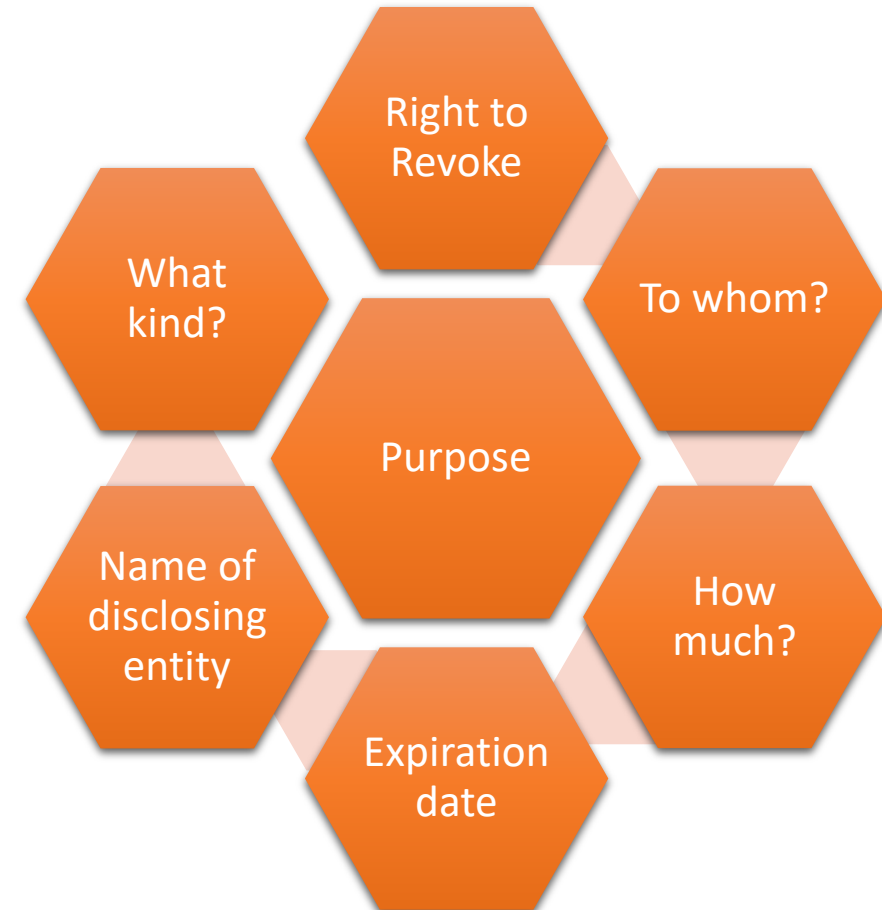 Right to
Revoke
What
kind?
To whom?
Purpose
Name of
disclosing
entity
How
much?
Expiration
date